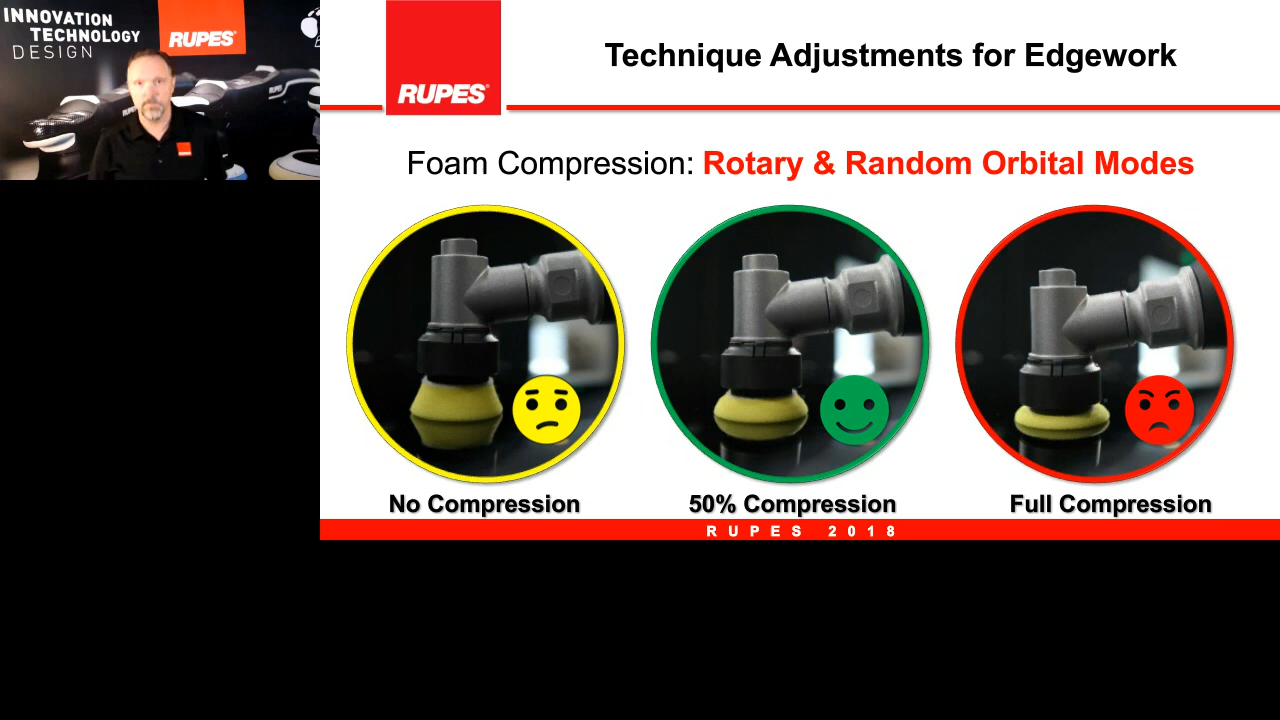 INNOVATION
TECHNOLOGY
DESIGN
RUPES
RUPES
Technique Adjustments for Edgework
Foam Compression: Rotary & Random Orbital Modes
No Compression
50% Compression
Full Compression
RUPES 2018